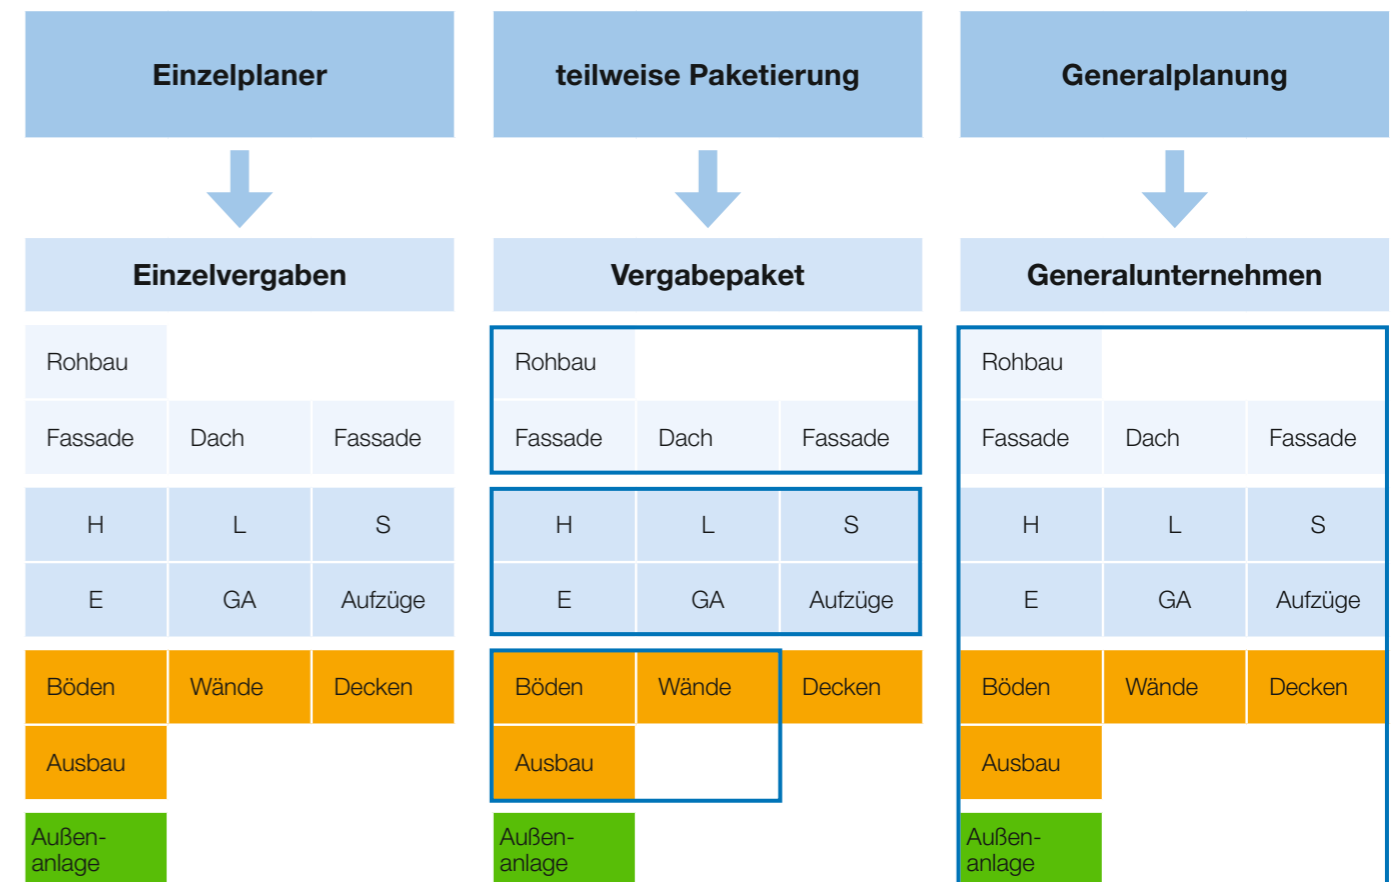 Einzelplaner
teilweise Paketierung
Generalplanung
Einzelvergaben
Vergabepaket
Generalunternehmen
Rohbau
Fassade Dach Fassade
H L S
E GA Aufzüge
Böden Wände Decken
Ausbau
Außen-
anlage
Rohbau
Fassade Dach Fassade
H L S
E GA Aufzüge
Böden Wände Decken
Ausbau
Außen-
anlage
Rohbau
Fassade Dach Fassade
H L S
E GA Aufzüge
Böden Wände Decken
Ausbau
Außen-
anlage